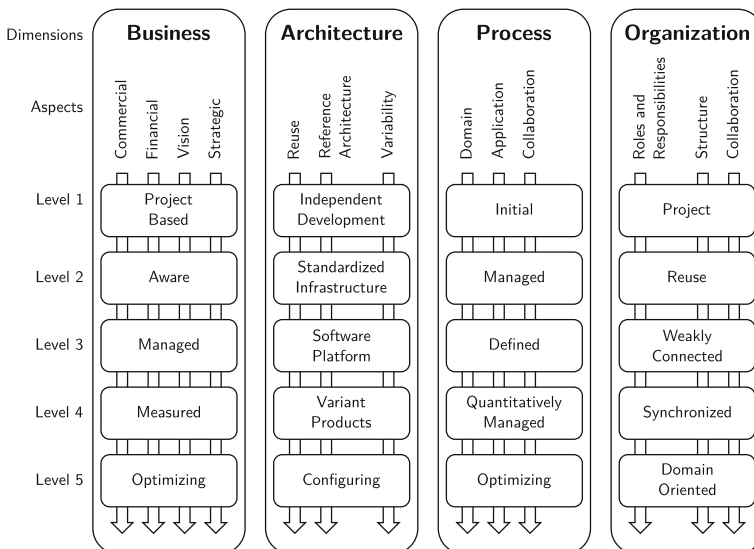 Dimensions
Business
Architecture
Process
Organization
Aspects
Commercial
Financial
Vision
Strategic
Reuse
Reference
Architecture
Variability
Domain
Application
Collaboration
Roles and
Responsibilities
Structure
Collaboration
Level 1
Project
Based
Independent
Development
Initial
Project
Level 2
Aware
Standardized
Infrastructure
Managed
Reuse
Level 3
Managed
Software
Platform
Defined
Weakly
Connected
Level 4
Measured
Variant
Products
Quantitatively
Managed
Synchronized
Level 5
Optimizing
Configuring
Optimizing
Domain
Oriented